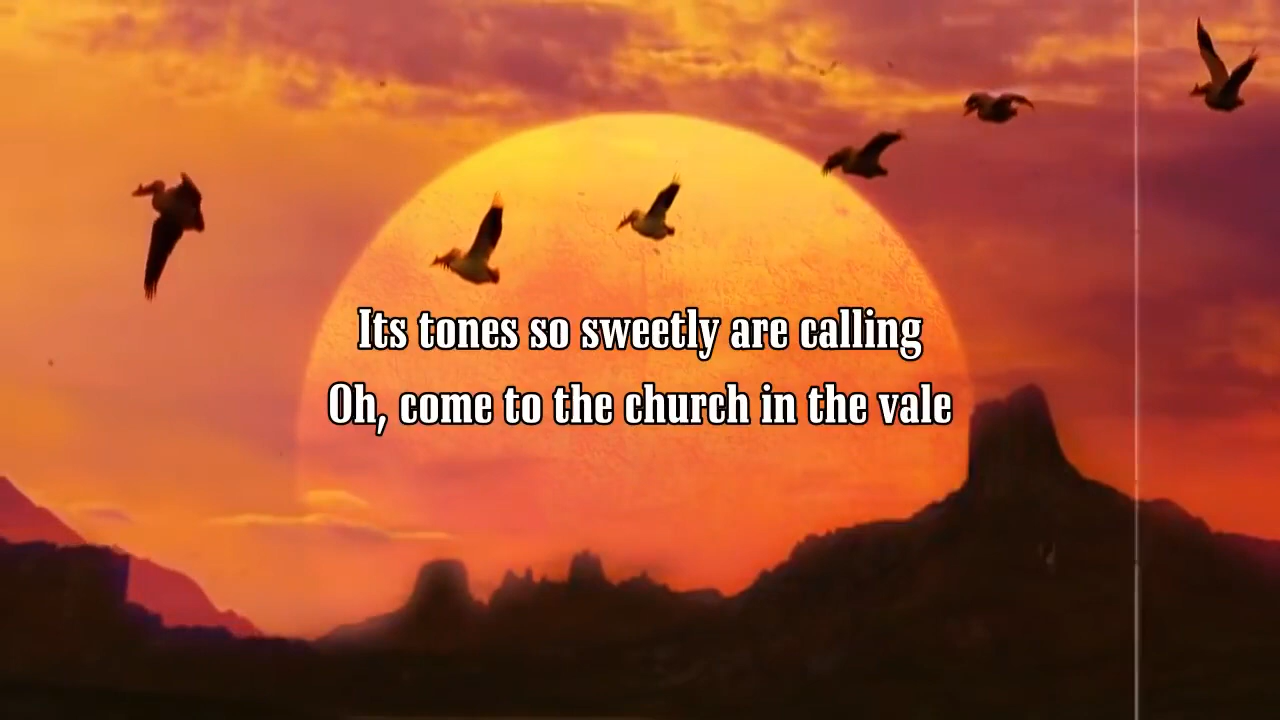 Its tones so sweetly are calling
Oh, come to the church in the vale